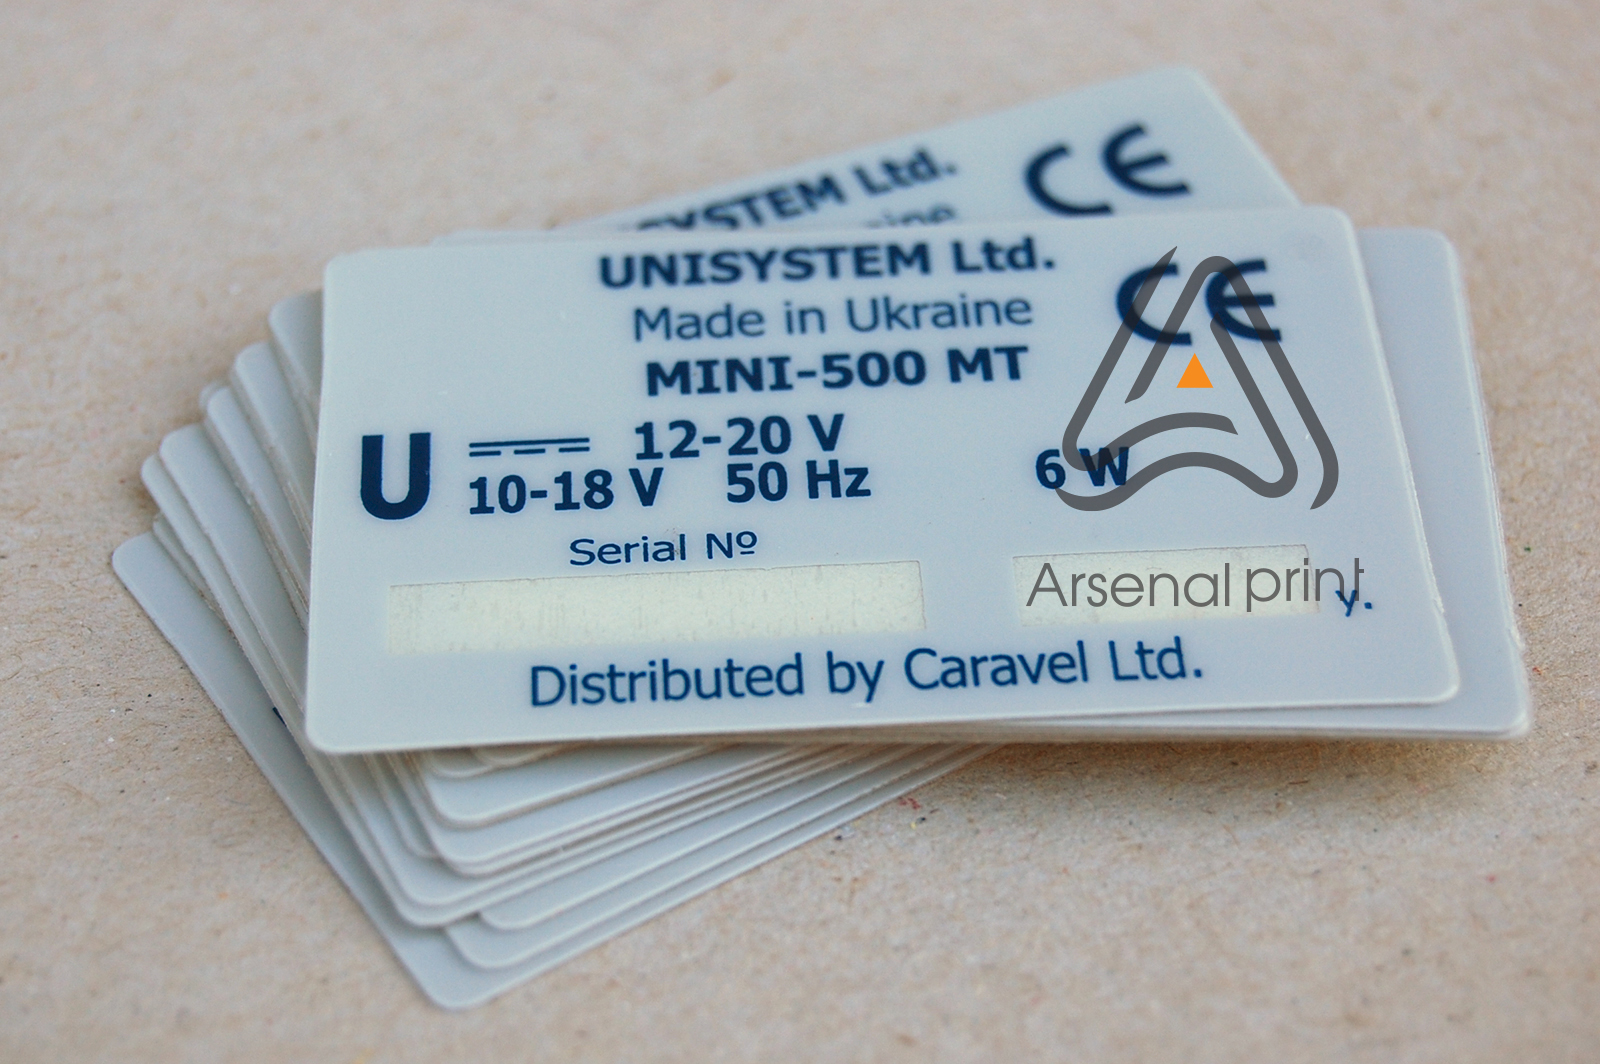 STEM Ltd.
CE
UNISYSTEM Ltd.
CE
Made in Ukraine
MINI-500 MT
U 12-20 V
10-18 V 50 Hz 6 W
Serial Nº
Arsenal print
y.
Distributed by Caravel Ltd.